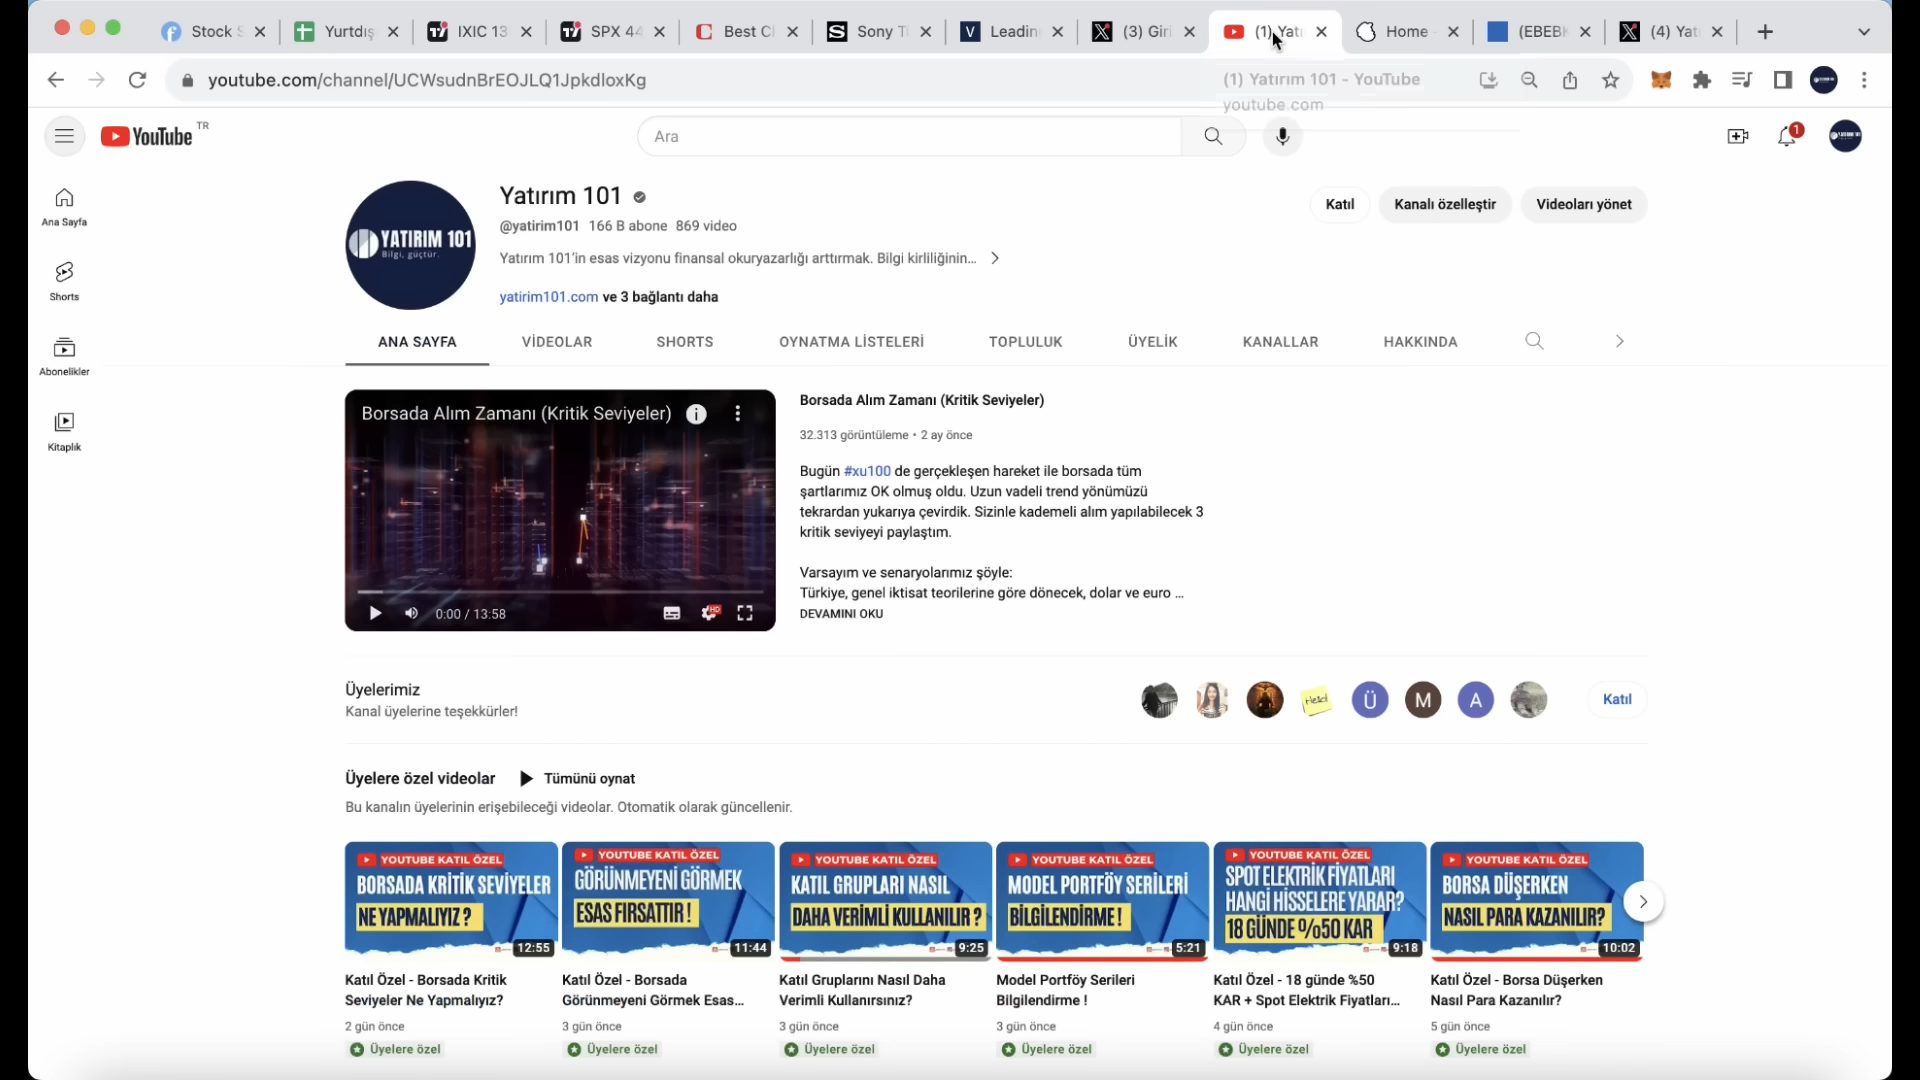 Stock S
Yurtdış
IXIC 13
SPX 44
Best C
Sony T
Leadin
(3) Giri
(1) Yatı
Home
(EBEBK
(4) Yat
youtube.com/channel/UCWsudnBrEOJLQ1JpkdloxKg
(1) Yatırım 101 - YouTube
youtube.com
YouTube TR
Ara
1
Ana Sayfa
Shorts
Abonelikler
Kitaplık
YATIRIM 101
Bilgi, güçtür.
Yatırım 101
@yatirim101 166 B abone 869 video
Yatırım 101'in esas vizyonu finansal okuryazarlığı arttırmak. Bilgi kirliliğinin...
yatirim101.com ve 3 bağlantı daha
Katıl
Kanalı özelleştir
Videoları yönet
ANA SAYFA
VİDEOLAR
SHORTS
OYNATMA LİSTELERİ
TOPLULUK
ÜYELİK
KANALLAR
HAKKINDA
Borsada Alım Zamanı (Kritik Seviyeler)
0:00 / 13:58
HD
Borsada Alım Zamanı (Kritik Seviyeler)
32.313 görüntüleme • 2 ay önce
Bugün #xu100 de gerçekleşen hareket ile borsada tüm
şartlarımız OK olmuş oldu. Uzun vadeli trend yönümüzü
tekrardan yukarıya çevirdik. Sizinle kademeli alım yapılabilecek 3
kritik seviyeyi paylaştım.
Varsayım ve senaryolarımız şöyle:
Türkiye, genel iktisat teorilerine göre dönecek, dolar ve euro ...
DEVAMINI OKU
Üyelerimiz
Kanal üyelerine teşekkürler!
Hello!
Ü
M
A
Katıl
Üyelere özel videolar
Tümünü oynat
Bu kanalın üyelerinin erişebileceği videolar. Otomatik olarak güncellenir.
YOUTUBE KATIL ÖZEL
BORSADA KRİTİK SEVİYELER
NE YAPMALIYIZ ?
12:55
Katıl Özel - Borsada Kritik
Seviyeler Ne Yapmalıyız?
2 gün önce
Üyelere özel
YOUTUBE KATIL ÖZEL
GÖRÜNMEYENİ GÖRMEK
ESAS FIRSATTIR !
11:44
Katıl Özel - Borsada
Görünmeyeni Görmek Esas...
3 gün önce
Üyelere özel
YOUTUBE KATIL ÖZEL
KATIL GRUPLARI NASIL
DAHA VERİMLİ KULLANILIR ?
9:25
Katıl Gruplarını Nasıl Daha
Verimli Kullanırsınız?
3 gün önce
Üyelere özel
YOUTUBE KATIL ÖZEL
MODEL PORTFÖY SERİLERİ
BİLGİLENDİRME !
5:21
Model Portföy Serileri
Bilgilendirme !
3 gün önce
Üyelere özel
YOUTUBE KATIL ÖZEL
SPOT ELEKTRİK FİYATLARI
HANGİ HİSSELERE YARAR?
18 GÜNDE %50 KAR
9:18
Katıl Özel - 18 günde %50
KAR + Spot Elektrik Fiyatları...
4 gün önce
Üyelere özel
YOUTUBE KATIL ÖZEL
BORSA DÜŞERKEN
NASIL PARA KAZANILIR?
10:02
Katıl Özel - Borsa Düşerken
Nasıl Para Kazanılır?
5 gün önce
Üyelere özel